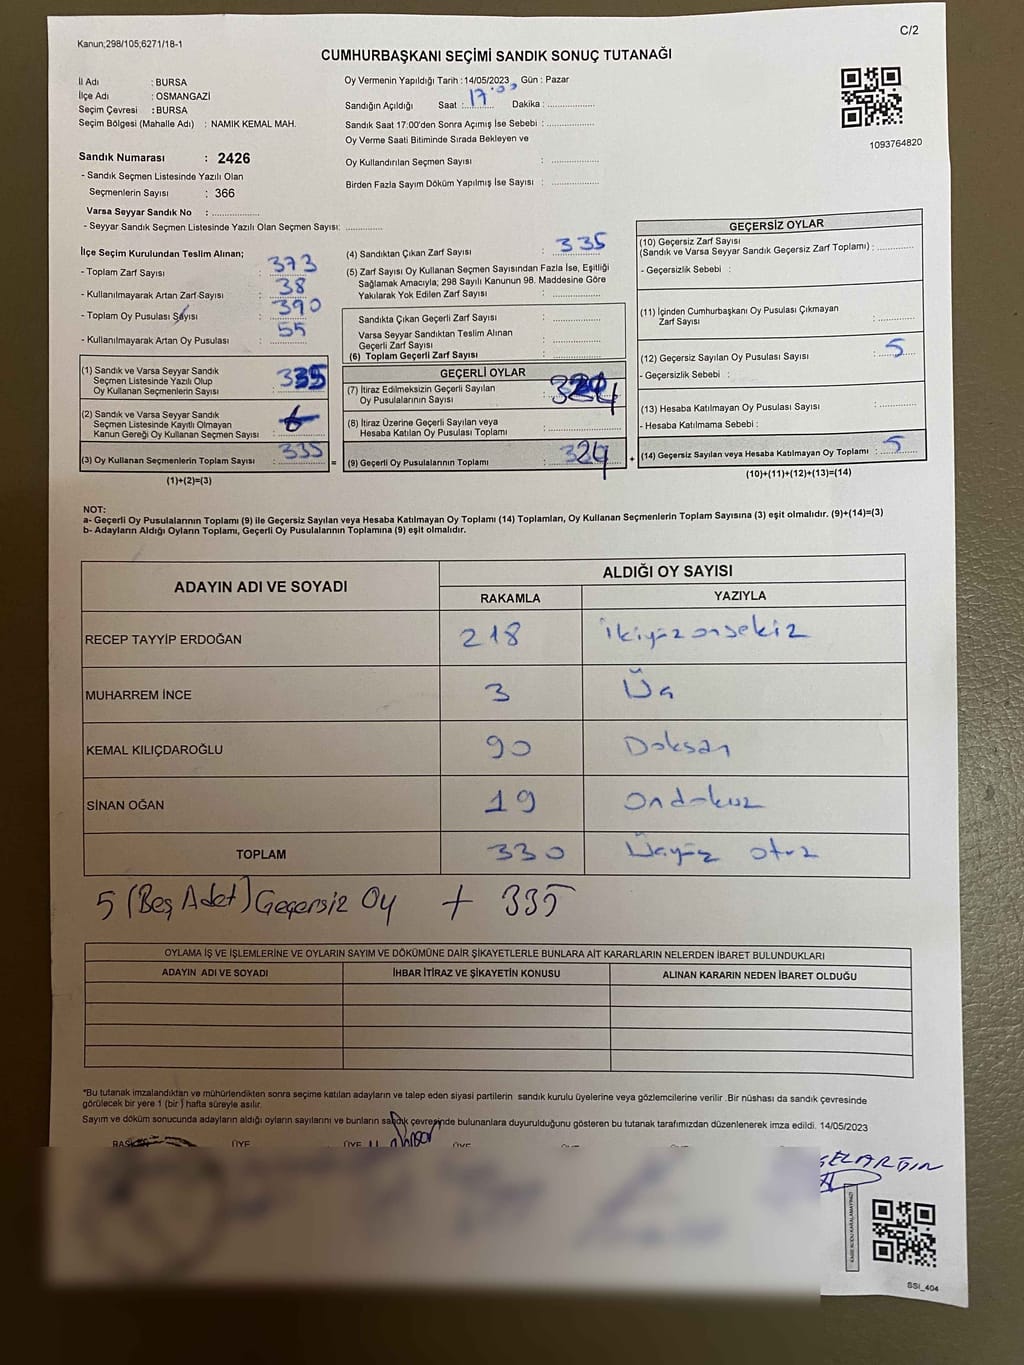 Kanun;298/105;6271/18-1
C/2
CUMHURBAŞKANI SEÇİMİ SANDIK SONUÇ TUTANAĞI
İl Adı : BURSA
İlçe Adı : OSMANGAZİ
Seçim Çevresi : BURSA
Seçim Bölgesi (Mahalle Adı) : NAMIK KEMAL MAH.
Sandık Numarası : 2426
- Sandık Seçmen Listesinde Yazılı Olan
Seçmenlerin Sayısı : 366
Varsa Seyyar Sandık No : ..................
- Seyyar Sandık Seçmen Listesinde Yazılı Olan Seçmen Sayısı: .............
Oy Vermenin Yapıldığı Tarih : 14/05/2023 Gün : Pazar
Sandığın Açıldığı Saat : 17:00 Dakika : ................
Sandık Saat 17:00'den Sonra Açımış İse Sebebi : ................
Oy Verme Saati Bitiminde Sırada Bekleyen ve
Oy Kullandırılan Seçmen Sayısı : ................
Birden Fazla Sayım Döküm Yapılmış İse Sayısı : ................
1093764820
İlçe Seçim Kurulundan Teslim Alınan;
- Toplam Zarf Sayısı : 373
- Kullanılmayarak Artan Zarf Sayısı : 38
- Toplam Oy Pusulası Sayısı : 390
- Kullanılmayarak Artan Oy Pusulası : 55
(1) Sandık ve Varsa Seyyar Sandık
Seçmen Listesinde Yazılı Olup
Oy Kullanan Seçmenlerin Sayısı : 335
(2) Sandık ve Varsa Seyyar Sandık
Seçmen Listesinde Kayıtlı Olmayan
Kanun Gereği Oy Kullanan Seçmen Sayısı :
(3) Oy Kullanan Seçmenlerin Toplam Sayısı : 335
(1)+(2)=(3)
=
(4) Sandıktan Çıkan Zarf Sayısı : 335
(5) Zarf Sayısı Oy Kullanan Seçmen Sayısından Fazla İse, Eşitliği
Sağlamak Amacıyla; 298 Sayılı Kanunun 98. Maddesine Göre
Yakılarak Yok Edilen Zarf Sayısı : ................
Sandıkta Çıkan Geçerli Zarf Sayısı : ................
Varsa Seyyar Sandıktan Teslim Alınan
Geçerli Zarf Sayısı : ................
(6) Toplam Geçerli Zarf Sayısı : ................
GEÇERLİ OYLAR
(7) İtiraz Edilmeksizin Geçerli Sayılan
Oy Pusulalarının Sayısı :
(8) İtiraz Üzerine Geçerli Sayılan veya
Hesaba Katılan Oy Pusulası Toplamı : ................
(9) Geçerli Oy Pusulalarının Toplamı : 324
+
GEÇERSİZ OYLAR
(10) Geçersiz Zarf Sayısı
(Sandık ve Varsa Seyyar Sandık Geçersiz Zarf Toplamı) : .............
- Geçersizlik Sebebi :
(11) İçinden Cumhurbaşkanı Oy Pusulası Çıkmayan
Zarf Sayısı : .............
(12) Geçersiz Sayılan Oy Pusulası Sayısı : 5
- Geçersizlik Sebebi :
(13) Hesaba Katılmayan Oy Pusulası Sayısı : .............
- Hesaba Katılmama Sebebi :
(14) Geçersiz Sayılan veya Hesaba Katılmayan Oy Toplamı : 5
(10)+(11)+(12)+(13)=(14)
NOT:
a- Geçerli Oy Pusulalarının Toplamı (9) ile Geçersiz Sayılan veya Hesaba Katılmayan Oy Toplamı (14) Toplamları, Oy Kullanan Seçmenlerin Toplam Sayısına (3) eşit olmalıdır. (9)+(14)=(3)
b- Adayların Aldığı Oyların Toplamı, Geçerli Oy Pusulalarının Toplamına (9) eşit olmalıdır.
ADAYIN ADI VE SOYADI ALDIĞI OY SAYISI
RAKAMLA YAZIYLA
RECEP TAYYİP ERDOĞAN 218 ikiyüzonsekiz
MUHARREM İNCE 3 Üç
KEMAL KILIÇDAROĞLU 90 Doksan
SİNAN OĞAN 19 Ondokuz
TOPLAM 330 Üçyüz otuz
5 (Beş Adet) Geçersiz Oy + 335
OYLAMA İŞ VE İŞLEMLERİNE VE OYLARIN SAYIM VE DÖKÜMÜNE DAİR ŞİKAYETLERLE BUNLARA AİT KARARLARIN NELERDEN İBARET BULUNDUKLARI
ADAYIN ADI VE SOYADI İHBAR İTİRAZ VE ŞİKAYETİN KONUSU ALINAN KARARIN NEDEN İBARET OLDUĞU
*Bu tutanak imzalandıktan ve mühürlendikten sonra seçime katılan adayların ve talep eden siyasi partilerin sandık kurulu üyelerine veya gözlemcilerine verilir. Bir nüshası da sandık çevresinde
görülecek bir yere 1 (bir ) hafta süreyle asılır.
Sayım ve döküm sonucunda adayların aldığı oyların sayılarını ve bunların sandık çevresinde bulunanlara duyurulduğunu gösteren bu tutanak tarafımızdan düzenlenerek imza edildi. 14/05/2023
ÜYE ÜYE ÜYE
SSI_404